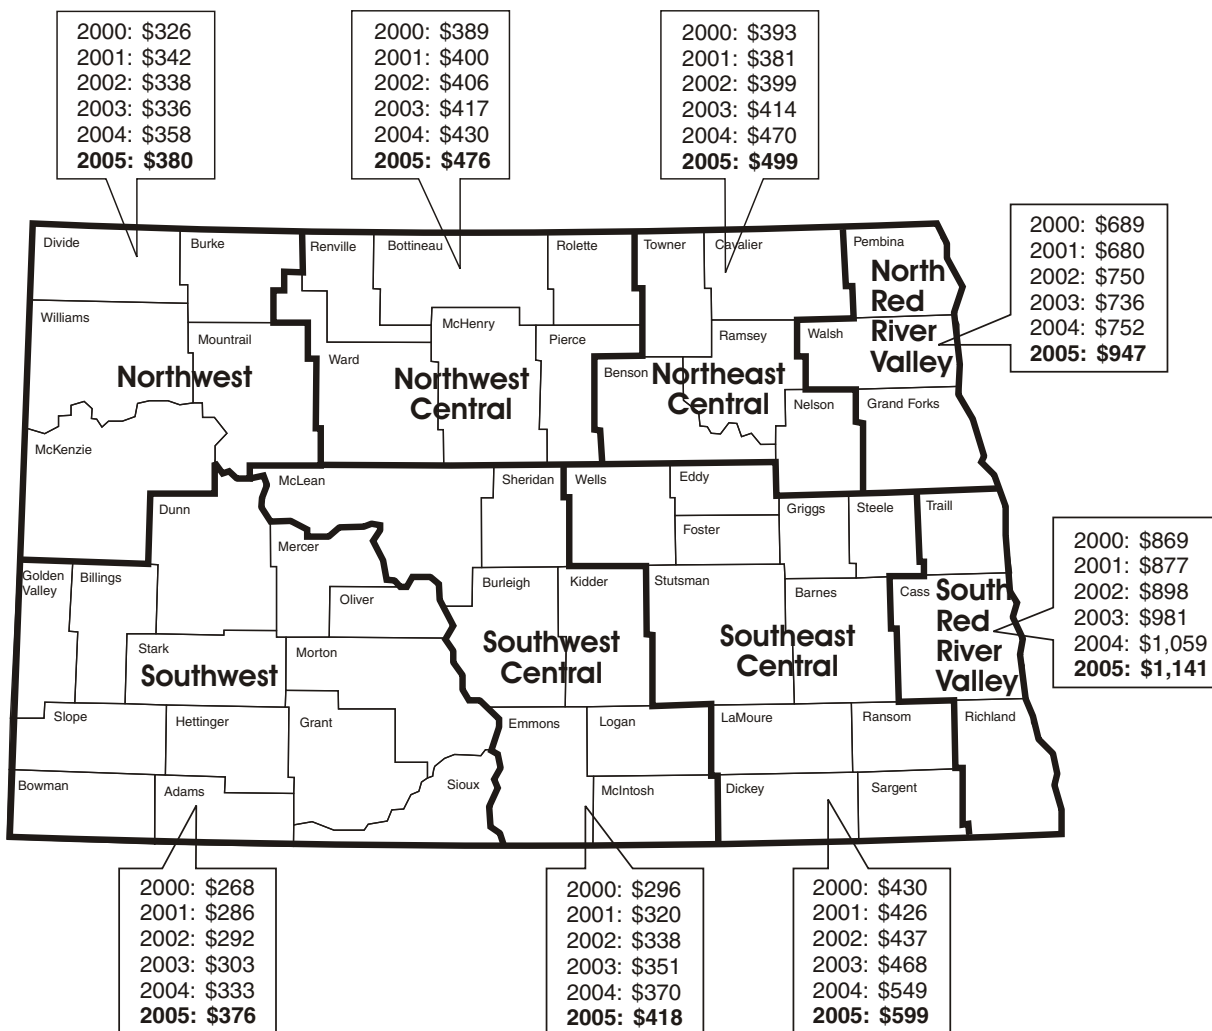 2000: $326
2001: $342
2002: $338
2003: $336
2004: $358
2005: $380
2000: $389
2001: $400
2002: $406
2003: $417
2004: $430
2005: $476
2000: $393
2001: $381
2002: $399
2003: $414
2004: $470
2005: $499
2000: $689
2001: $680
2002: $750
2003: $736
2004: $752
2005: $947
Divide
Burke
Renville
Bottineau
Rolette
Towner
Cavalier
Pembina
North
Red
River
Valley
Williams
Mountrail
McHenry
Pierce
Ramsey
Walsh
Ward
Benson
Northwest
Northwest
Central
Northeast
Central
Nelson
Grand Forks
McKenzie
McLean
Sheridan
Wells
Eddy
Dunn
Griggs
Steele
Traill
Foster
Mercer
2000: $869
2001: $877
2002: $898
2003: $981
2004: $1,059
2005: $1,141
Golden
Valley
Billings
Oliver
Burleigh
Kidder
Stutsman
Barnes
Cass
South
Red
River
Valley
Stark
Morton
Southwest
Southwest
Central
Southeast
Central
Slope
Hettinger
Grant
Emmons
Logan
LaMoure
Ransom
Richland
Bowman
Adams
Sioux
McIntosh
Dickey
Sargent
2000: $268
2001: $286
2002: $292
2003: $303
2004: $333
2005: $376
2000: $296
2001: $320
2002: $338
2003: $351
2004: $370
2005: $418
2000: $430
2001: $426
2002: $437
2003: $468
2004: $549
2005: $599